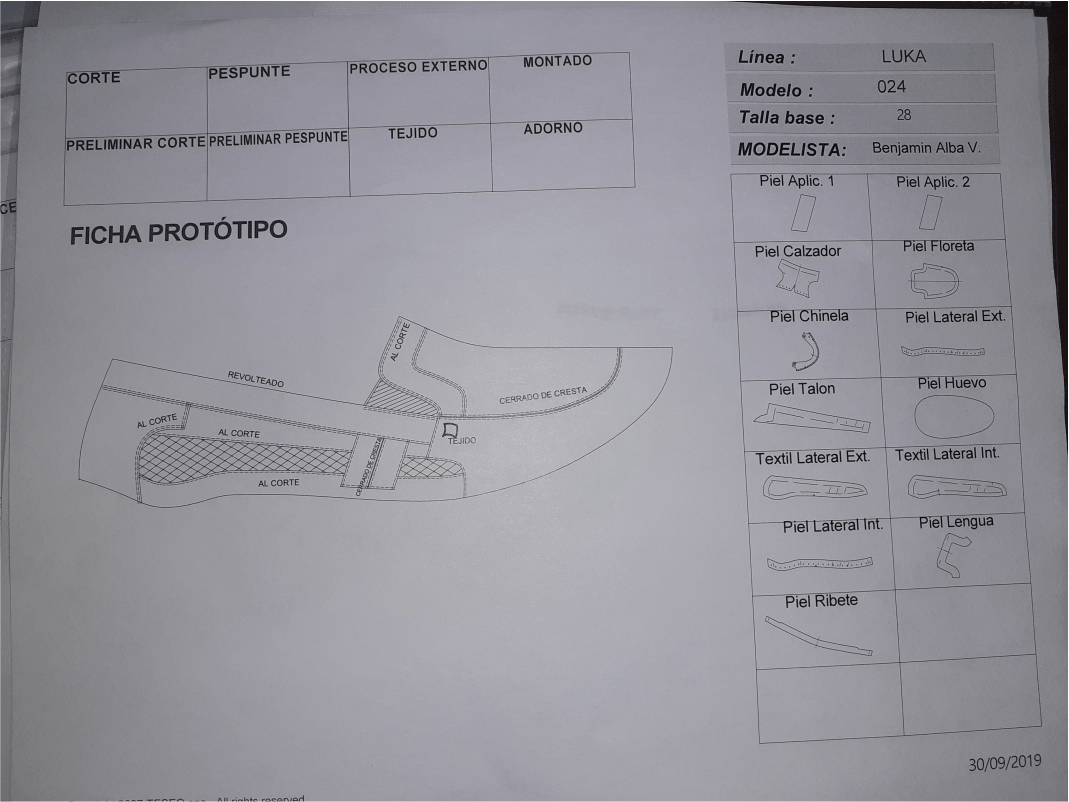 CORTE
PESPUNTE
PROCESO EXTERNO
MONTADO
PRELIMINAR CORTE
PRELIMINAR PESPUNTE
TEJIDO
ADORNO
Línea : LUKA
Modelo : 024
Talla base : 28
MODELISTA: Benjamin Alba V.
FICHA PROTÓTIPO
REVOLTEADO
AL CORTE
AL CORTE
AL CORTE
AL CORTE
CERRADO DE CRESTA
CERRADO DE CRESTA
TEJIDO
Piel Aplic. 1
Piel Aplic. 2
Piel Calzador
Piel Floreta
Piel Chinela
Piel Lateral Ext.
Piel Talon
Piel Huevo
Textil Lateral Ext.
Textil Lateral Int.
Piel Lateral Int.
Piel Lengua
Piel Ribete
30/09/2019
All rights reserved